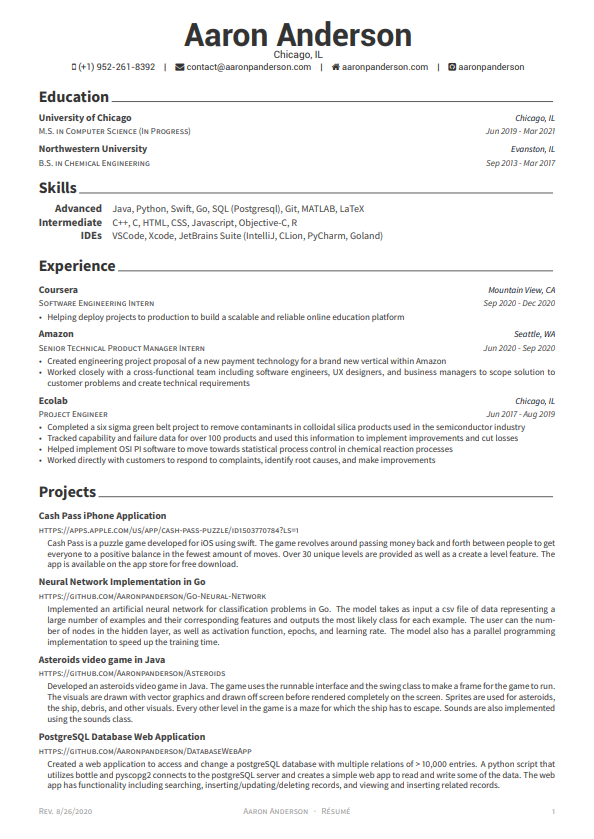 Aaron Anderson
Chicago, IL
(+1) 952-261-8392 | contact@aaronpanderson.com | aaronpanderson.com | aaronpanderson
Education
University of Chicago Chicago, IL
M.S. in Computer Science (In Progress) Jun 2019 - Mar 2021
Northwestern University Evanston, IL
B.S. in Chemical Engineering Sep 2013 - Mar 2017
Skills
Advanced Java, Python, Swift, Go, SQL (Postgresql), Git, MATLAB, LaTeX
Intermediate C++, C, HTML, CSS, Javascript, Objective-C, R
IDEs VSCode, Xcode, JetBrains Suite (IntelliJ, CLion, PyCharm, Goland)
Experience
Coursera Mountain View, CA
Software Engineering Intern Sep 2020 - Dec 2020
• Helping deploy projects to production to build a scalable and reliable online education platform
Amazon Seattle, WA
Senior Technical Product Manager Intern Jun 2020 - Sep 2020
• Created engineering project proposal of a new payment technology for a brand new vertical within Amazon
• Worked closely with a cross-functional team including software engineers, UX designers, and business managers to scope solution to
customer problems and create technical requirements
Ecolab Chicago, IL
Project Engineer Jun 2017 - Aug 2019
• Completed a six sigma green belt project to remove contaminants in colloidal silica products used in the semiconductor industry
• Tracked capability and failure data for over 100 products and used this information to implement improvements and cut losses
• Helped implement OSI PI software to move towards statistical process control in chemical reaction processes
• Worked directly with customers to respond to complaints, identify root causes, and make improvements
Projects
Cash Pass iPhone Application
https://apps.apple.com/us/app/cash-pass-puzzle/id1503770784?ls=1
Cash Pass is a puzzle game developed for iOS using swift. The game revolves around passing money back and forth between people to get
everyone to a positive balance in the fewest amount of moves. Over 30 unique levels are provided as well as a create a level feature. The
app is available on the app store for free download.
Neural Network Implementation in Go
https://github.com/Aaronpanderson/Go-Neural-Network
Implemented an artificial neural network for classification problems in Go. The model takes as input a csv file of data representing a
large number of examples and their corresponding features and outputs the most likely class for each example. The user can the num-
ber of nodes in the hidden layer, as well as activation function, epochs, and learning rate. The model also has a parallel programming
implementation to speed up the training time.
Asteroids video game in Java
https://github.com/Aaronpanderson/Asteroids
Developed an asteroids video game in Java. The game uses the runnable interface and the swing class to make a frame for the game to run.
The visuals are drawn with vector graphics and drawn off screen before rendered completely on the screen. Sprites are used for asteroids,
the ship, debris, and other visuals. Every other level in the game is a maze for which the ship has to escape. Sounds are also implemented
using the sounds class.
PostgreSQL Database Web Application
https://github.com/Aaronpanderson/DatabaseWebApp
Created a web application to access and change a postgreSQL database with multiple relations of > 10,000 entries. A python script that
utilizes bottle and pyscopg2 connects to the postgreSQL server and creates a simple web app to read and write some of the data. The web
app has functionality including searching, inserting/updating/deleting records, and viewing and inserting related records.
Rev. 8/26/2020 Aaron Anderson · Résumé 1